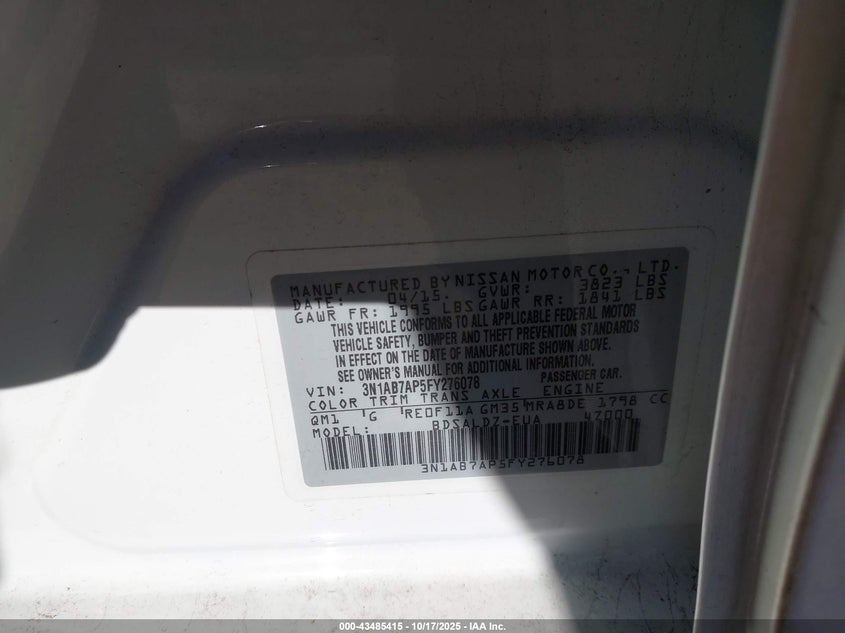 MANUFACTURED BY NISSAN MOTOR CO., LTD.
DATE: 04/15. GVWR: 3823 LBS
GAWR FR: 1995 LBS GAWR RR: 1841 LBS
THIS VEHICLE CONFORMS TO ALL APPLICABLE FEDERAL MOTOR
VEHICLE SAFETY, BUMPER AND THEFT PREVENTION STANDARDS
IN EFFECT ON THE DATE OF MANUFACTURE SHOWN ABOVE.
SEE OWNER'S MANUAL FOR ADDITIONAL INFORMATION.
VIN: 3N1AB7AP5FY276078 PASSENGER CAR.
COLOR TRIM TRANS AXLE ENGINE
QM1 G RE0F11A GM35 MRA8DE 1798 CC
MODEL: BDSALDZ-EUA 47000
3N1AB7AP5FY276078
000-43485415 - 10/17/2025 - IAA Inc.